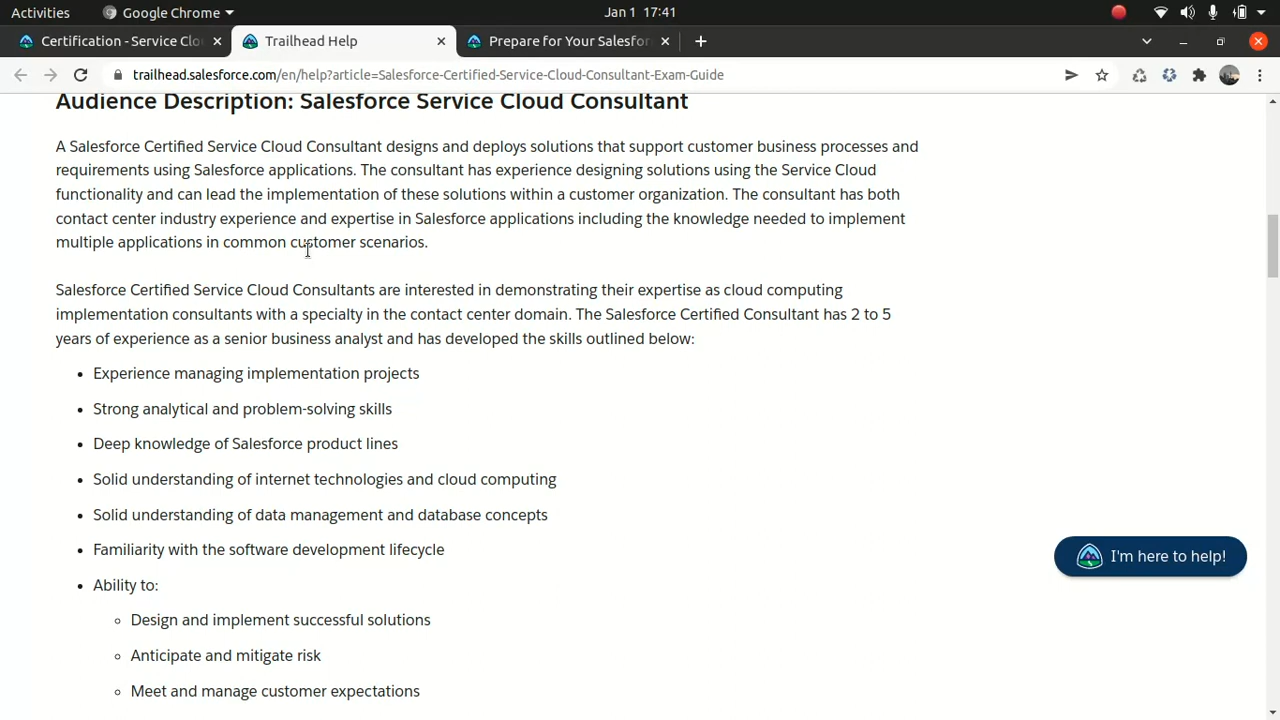 Activities
Google Chrome
Jan 1 17:41
Certification - Service Clo
Trailhead Help
Prepare for Your Salesfor
trailhead.salesforce.com/en/help?article=Salesforce-Certified-Service-Cloud-Consultant-Exam-Guide
Audience Description: Salesforce Service Cloud Consultant
A Salesforce Certified Service Cloud Consultant designs and deploys solutions that support customer business processes and
requirements using Salesforce applications. The consultant has experience designing solutions using the Service Cloud
functionality and can lead the implementation of these solutions within a customer organization. The consultant has both
contact center industry experience and expertise in Salesforce applications including the knowledge needed to implement
multiple applications in common customer scenarios.
Salesforce Certified Service Cloud Consultants are interested in demonstrating their expertise as cloud computing
implementation consultants with a specialty in the contact center domain. The Salesforce Certified Consultant has 2 to 5
years of experience as a senior business analyst and has developed the skills outlined below:
• Experience managing implementation projects
• Strong analytical and problem-solving skills
• Deep knowledge of Salesforce product lines
• Solid understanding of internet technologies and cloud computing
• Solid understanding of data management and database concepts
• Familiarity with the software development lifecycle
• Ability to:
◦ Design and implement successful solutions
◦ Anticipate and mitigate risk
◦ Meet and manage customer expectations
I'm here to help!